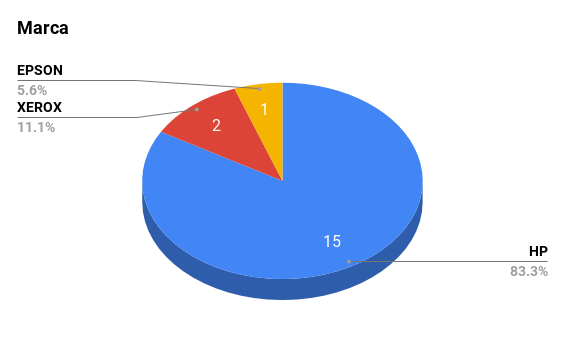 Marca
EPSON
5.6%
XEROX
11.1%
1
2
15
HP
83.3%